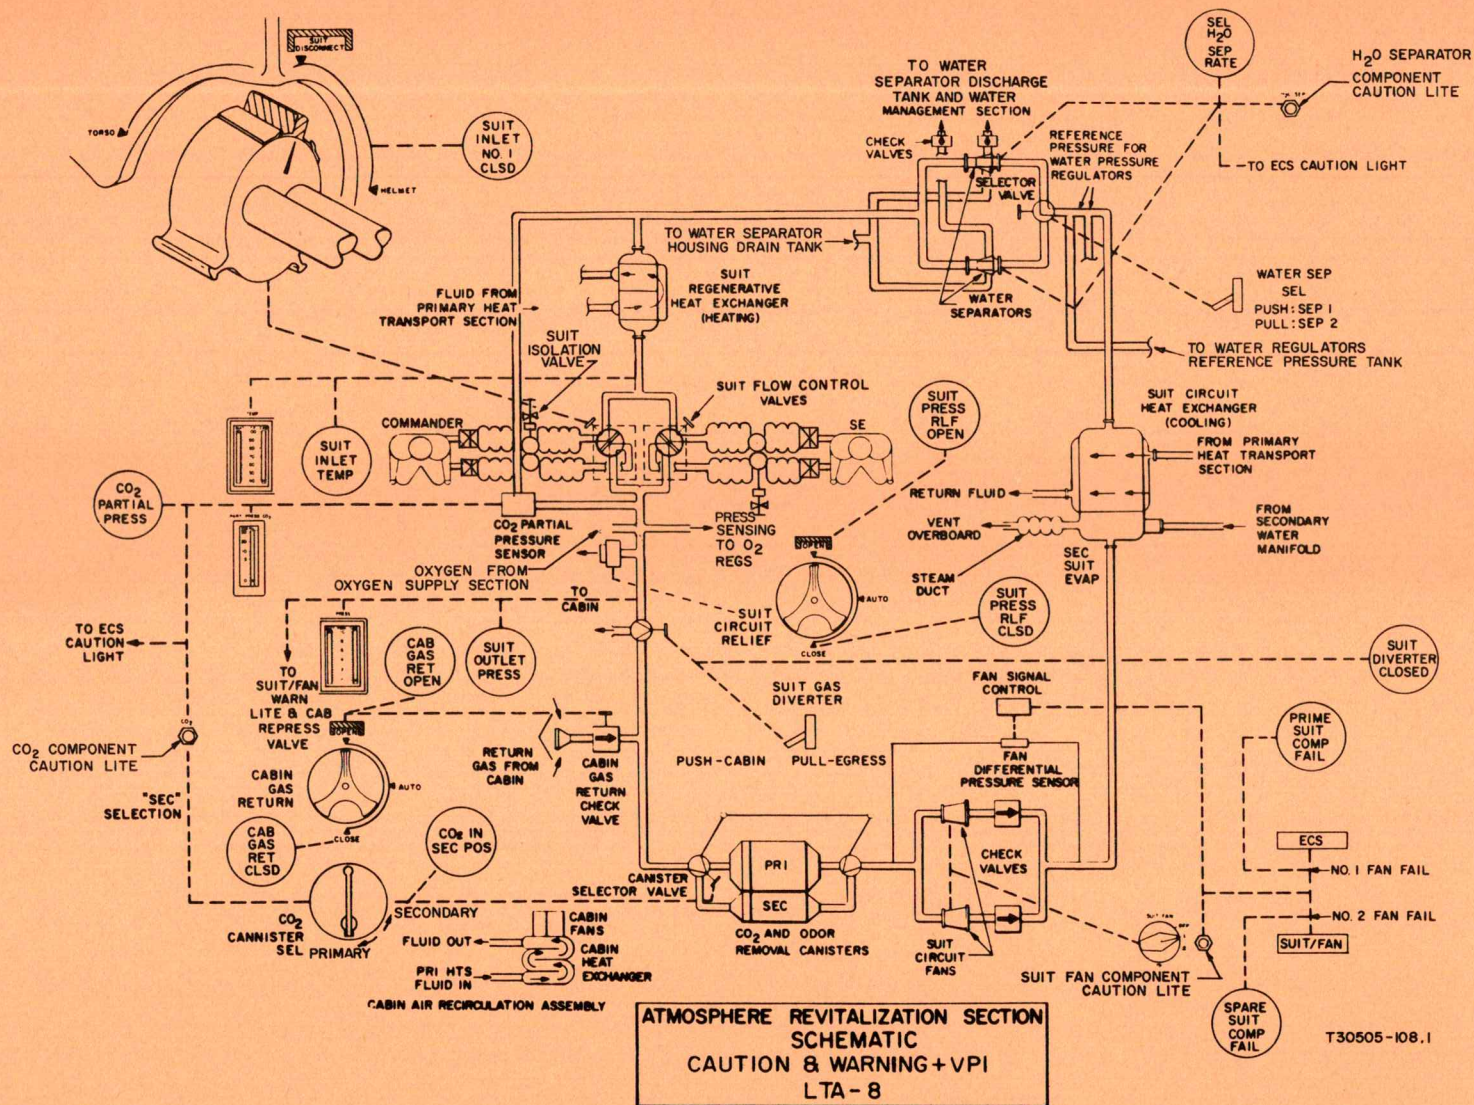 SUIT
DISCONNECT
TORSO
HELMET
SUIT
INLET
NO. 1
CLSD
TO WATER
SEPARATOR DISCHARGE
TANK AND WATER
MANAGEMENT SECTION
CHECK
VALVES
SELECTOR
VALVE
REFERENCE
PRESSURE FOR
WATER PRESSURE
REGULATORS
SEL
H2O
SEP
RATE
H2O SEPARATOR
COMPONENT
CAUTION LITE
TO ECS CAUTION LIGHT
TO WATER SEPARATOR
HOUSING DRAIN TANK
WATER
SEPARATORS
WATER SEP
SEL
PUSH: SEP 1
PULL: SEP 2
TO WATER REGULATORS
REFERENCE PRESSURE TANK
FLUID FROM
PRIMARY HEAT
TRANSPORT SECTION
SUIT
REGENERATIVE
HEAT EXCHANGER
(HEATING)
SUIT
ISOLATION
VALVE
SUIT FLOW CONTROL
VALVES
COMMANDER
SE
SUIT
INLET
TEMP
SUIT
PRESS
RLF
OPEN
SUIT CIRCUIT
HEAT EXCHANGER
(COOLING)
FROM PRIMARY
HEAT TRANSPORT
SECTION
RETURN FLUID
VENT
OVERBOARD
FROM
SECONDARY
WATER
MANIFOLD
STEAM
DUCT
SEC
SUIT
EVAP
CO2
PARTIAL
PRESS
PART PRESS CO2
CO2 PARTIAL
PRESSURE
SENSOR
PRESS
SENSING
TO O2
REGS
OXYGEN FROM
OXYGEN SUPPLY SECTION
TO
CABIN
OPEN
AUTO
CLOSE
SUIT
CIRCUIT
RELIEF
SUIT
PRESS
RLF
CLSD
TO ECS
CAUTION
LIGHT
PRESS
TO
SUIT/FAN
WARN
LITE & CAB
REPRESS
VALVE
CAB
GAS
RET
OPEN
SUIT
OUTLET
PRESS
SUIT
DIVERTER
CLOSED
SUIT GAS
DIVERTER
PUSH-CABIN PULL-EGRESS
FAN SIGNAL
CONTROL
FAN
DIFFERENTIAL
PRESSURE SENSOR
PRIME
SUIT
COMP
FAIL
CO2
CO2 COMPONENT
CAUTION LITE
OPEN
CABIN
GAS
RETURN
AUTO
CLOSE
RETURN
GAS FROM
CABIN
CABIN
GAS
RETURN
CHECK
VALVE
"SEC"
SELECTION
CAB
GAS
RET
CLSD
CO2 IN
SEC POS
CO2
CANNISTER
SEL
SECONDARY
PRIMARY
CANISTER
SELECTOR VALVE
PRI
SEC
CO2 AND ODOR
REMOVAL CANISTERS
CHECK
VALVES
SUIT
CIRCUIT
FANS
ECS
NO. 1 FAN FAIL
NO. 2 FAN FAIL
SUIT/FAN
SUIT FAN
OFF
1
2
SUIT FAN COMPONENT
CAUTION LITE
SPARE
SUIT
COMP
FAIL
CABIN
FANS
FLUID OUT
CABIN
HEAT
EXCHANGER
PRI HTS
FLUID IN
CABIN AIR RECIRCULATION ASSEMBLY
ATMOSPHERE REVITALIZATION SECTION
SCHEMATIC
CAUTION & WARNING + VPI
LTA-8
T30505-108.1